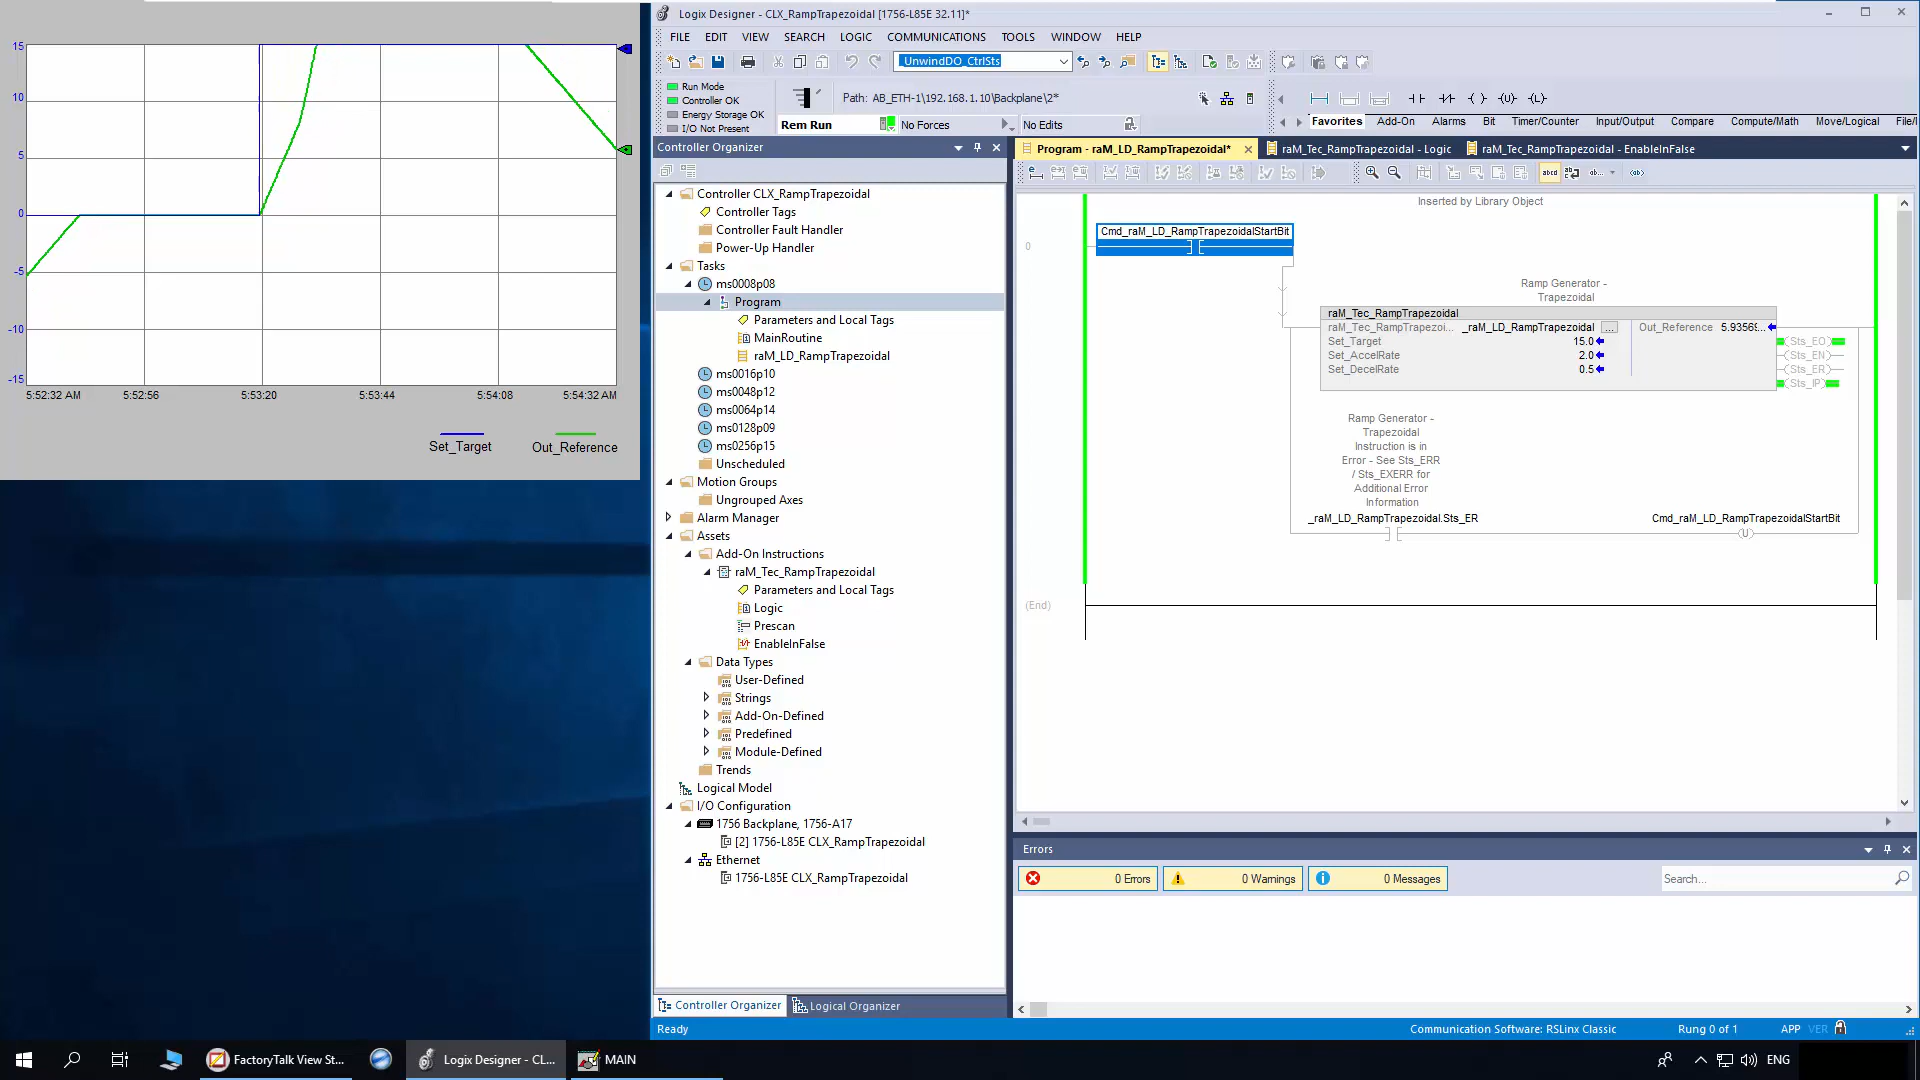 15
10
5
0
-5
-10
-15
5:52:32 AM 5:52:56 5:53:20 5:53:44 5:54:08 5:54:32 AM
Set_Target Out_Reference
Logix Designer - CLX_RampTrapezoidal [1756-L85E 32.11]*
FILE EDIT VIEW SEARCH LOGIC COMMUNICATIONS TOOLS WINDOW HELP
UnwindDO_CtrlSts
Run Mode
Controller OK
Energy Storage OK
I/O Not Present
Path: AB_ETH-1\192.168.1.10\Backplane\2*
Rem Run No Forces No Edits
Favorites Add-On Alarms Bit Timer/Counter Input/Output Compare Compute/Math Move/Logical File/
Controller Organizer
Controller CLX_RampTrapezoidal
Controller Tags
Controller Fault Handler
Power-Up Handler
Tasks
ms0008p08
Program
Parameters and Local Tags
MainRoutine
raM_LD_RampTrapezoidal
ms0016p10
ms0048p12
ms0064p14
ms0128p09
ms0256p15
Unscheduled
Motion Groups
Ungrouped Axes
Alarm Manager
Assets
Add-On Instructions
raM_Tec_RampTrapezoidal
Parameters and Local Tags
Logic
Prescan
EnableInFalse
Data Types
User-Defined
Strings
Add-On-Defined
Predefined
Module-Defined
Trends
Logical Model
I/O Configuration
1756 Backplane, 1756-A17
[2] 1756-L85E CLX_RampTrapezoidal
Ethernet
1756-L85E CLX_RampTrapezoidal
Controller Organizer Logical Organizer
Program - raM_LD_RampTrapezoidal* raM_Tec_RampTrapezoidal - Logic raM_Tec_RampTrapezoidal - EnableInFalse
Inserted by Library Object
Cmd_raM_LD_RampTrapezoidalStartBit
0
Ramp Generator -
Trapezoidal
raM_Tec_RampTrapezoidal
raM_Tec_RampTrapezoi... _raM_LD_RampTrapezoidal ... Out_Reference 5.93569...
Set_Target 15.0
Set_AccelRate 2.0
Set_DecelRate 0.5
Sts_EO
Sts_EN
Sts_ER
Sts_IP
Ramp Generator -
Trapezoidal
Instruction is in
Error - See Sts_ERR
/ Sts_EXERR for
Additional Error
Information
_raM_LD_RampTrapezoidal.Sts_ER Cmd_raM_LD_RampTrapezoidalStartBit
U
(End)
Errors
0 Errors 0 Warnings 0 Messages Search...
Ready Communication Software: RSLinx Classic Rung 0 of 1 APP VER
FactoryTalk View St... Logix Designer - CL... MAIN ENG